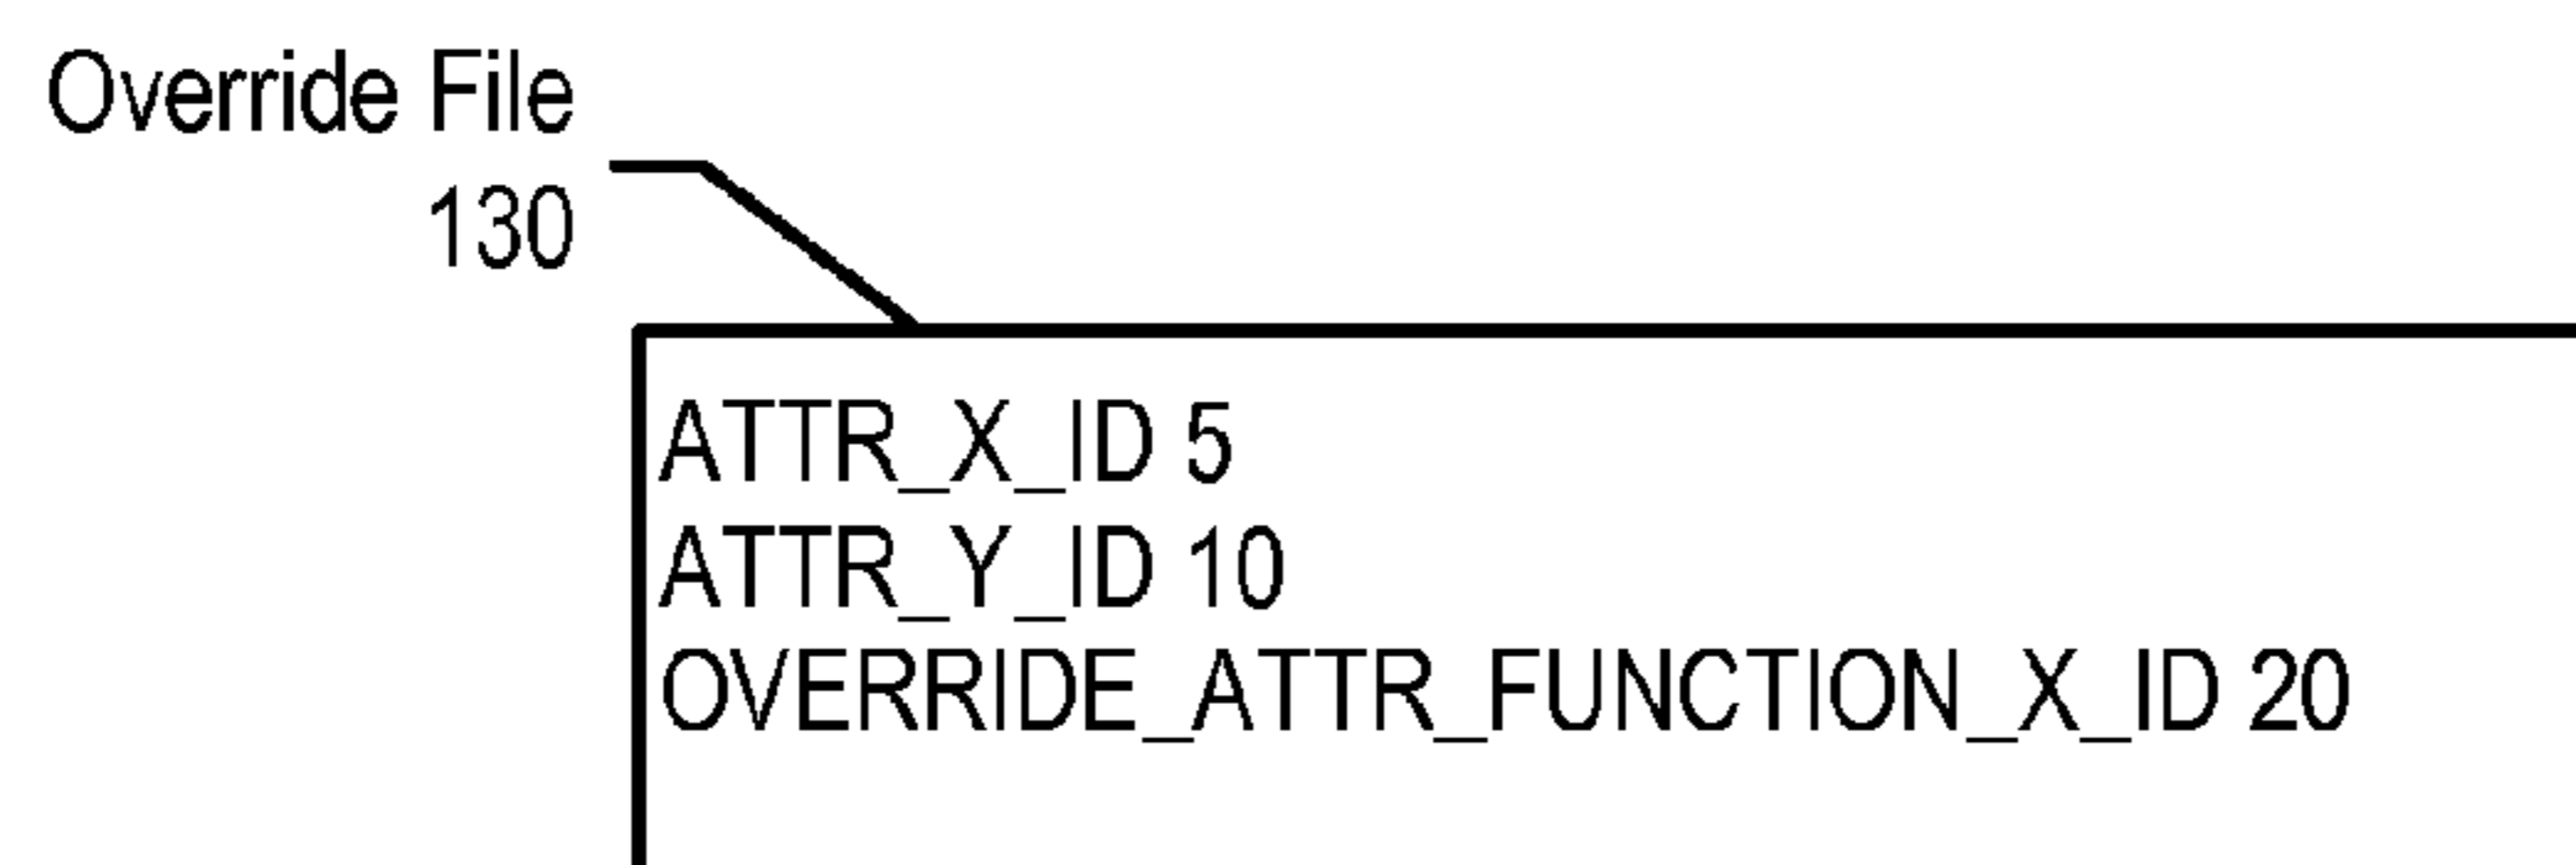 Override File
130
ATTR_X_ID 5
ATTR_Y_ID 10
OVERRIDE_ATTR_FUNCTION_X_ID 20